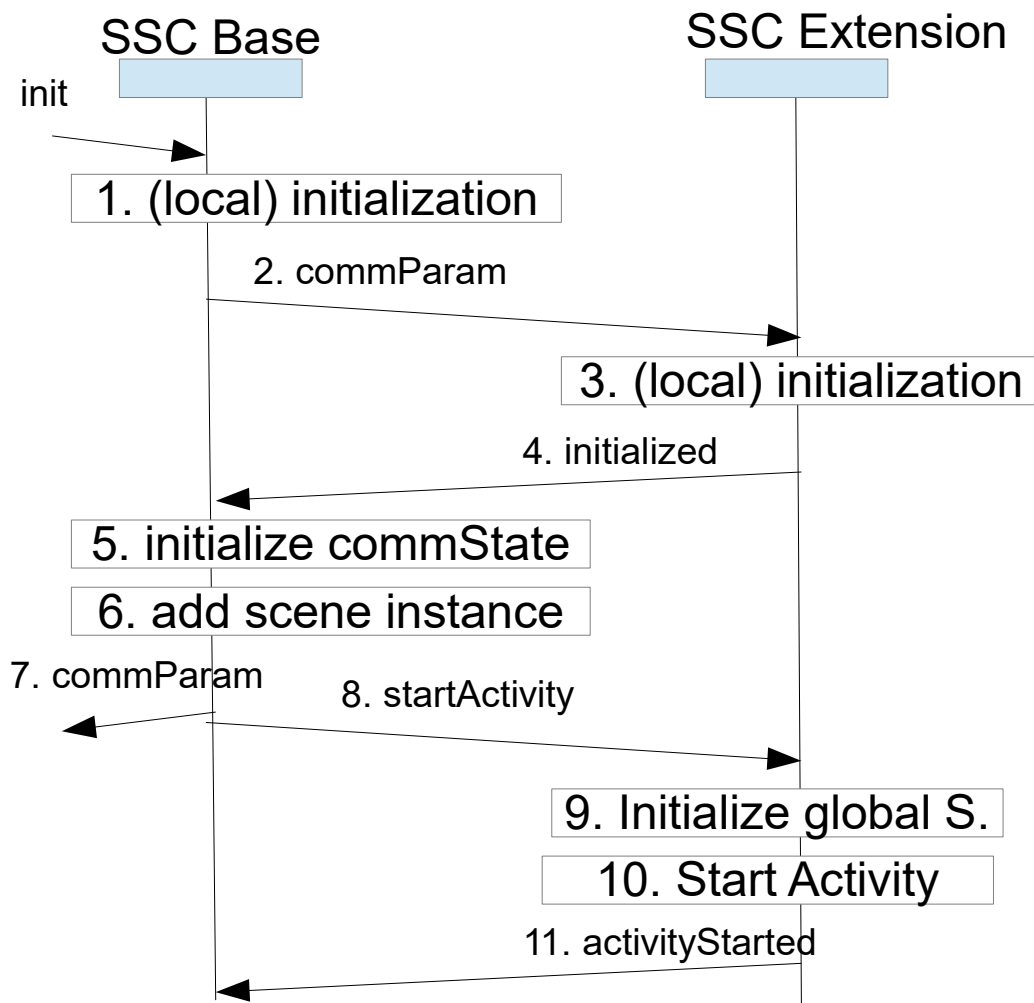 SSC Base
SSC Extension
init
1. (local) initialization
2. commParam
3. (local) initialization
4. initialized
5. initialize commState
6. add scene instance
7. commParam
8. startActivity
9. Initialize global S.
10. Start Activity
11. activityStarted